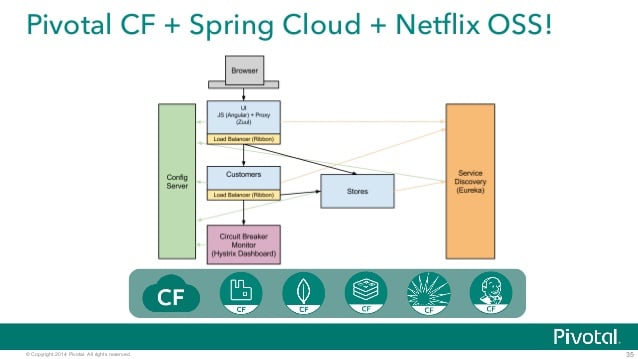 Pivotal CF + Spring Cloud + Netflix OSS!
Browser
UI
JS (Angular) + Proxy
(Zuul)
Load Balancer (Ribbon)
Config
Server
Customers
Load Balancer (Ribbon)
Stores
Service
Discovery
(Eureka)
Circuit Breaker
Monitor
(Hystrix Dashboard)
CF
CF
CF
CF
CF
CF
Pivotal
© Copyright 2014 Pivotal. All rights reserved.
35